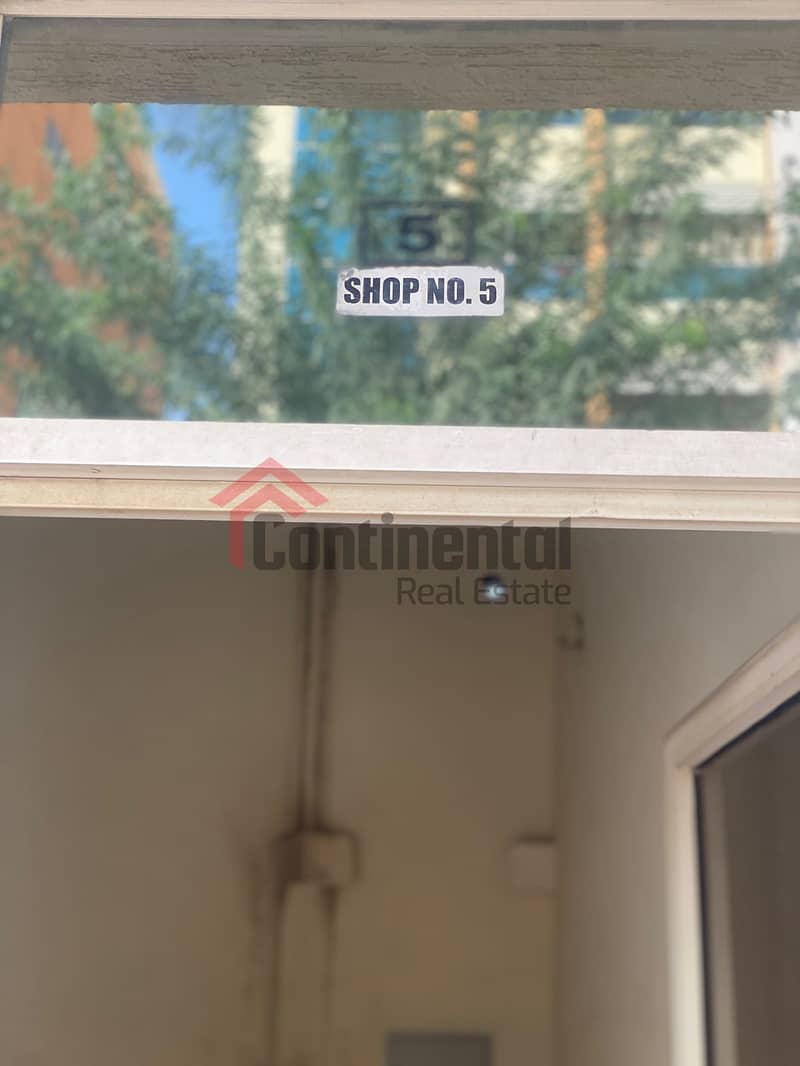 5
SHOP NO. 5
Continental
Real Estate